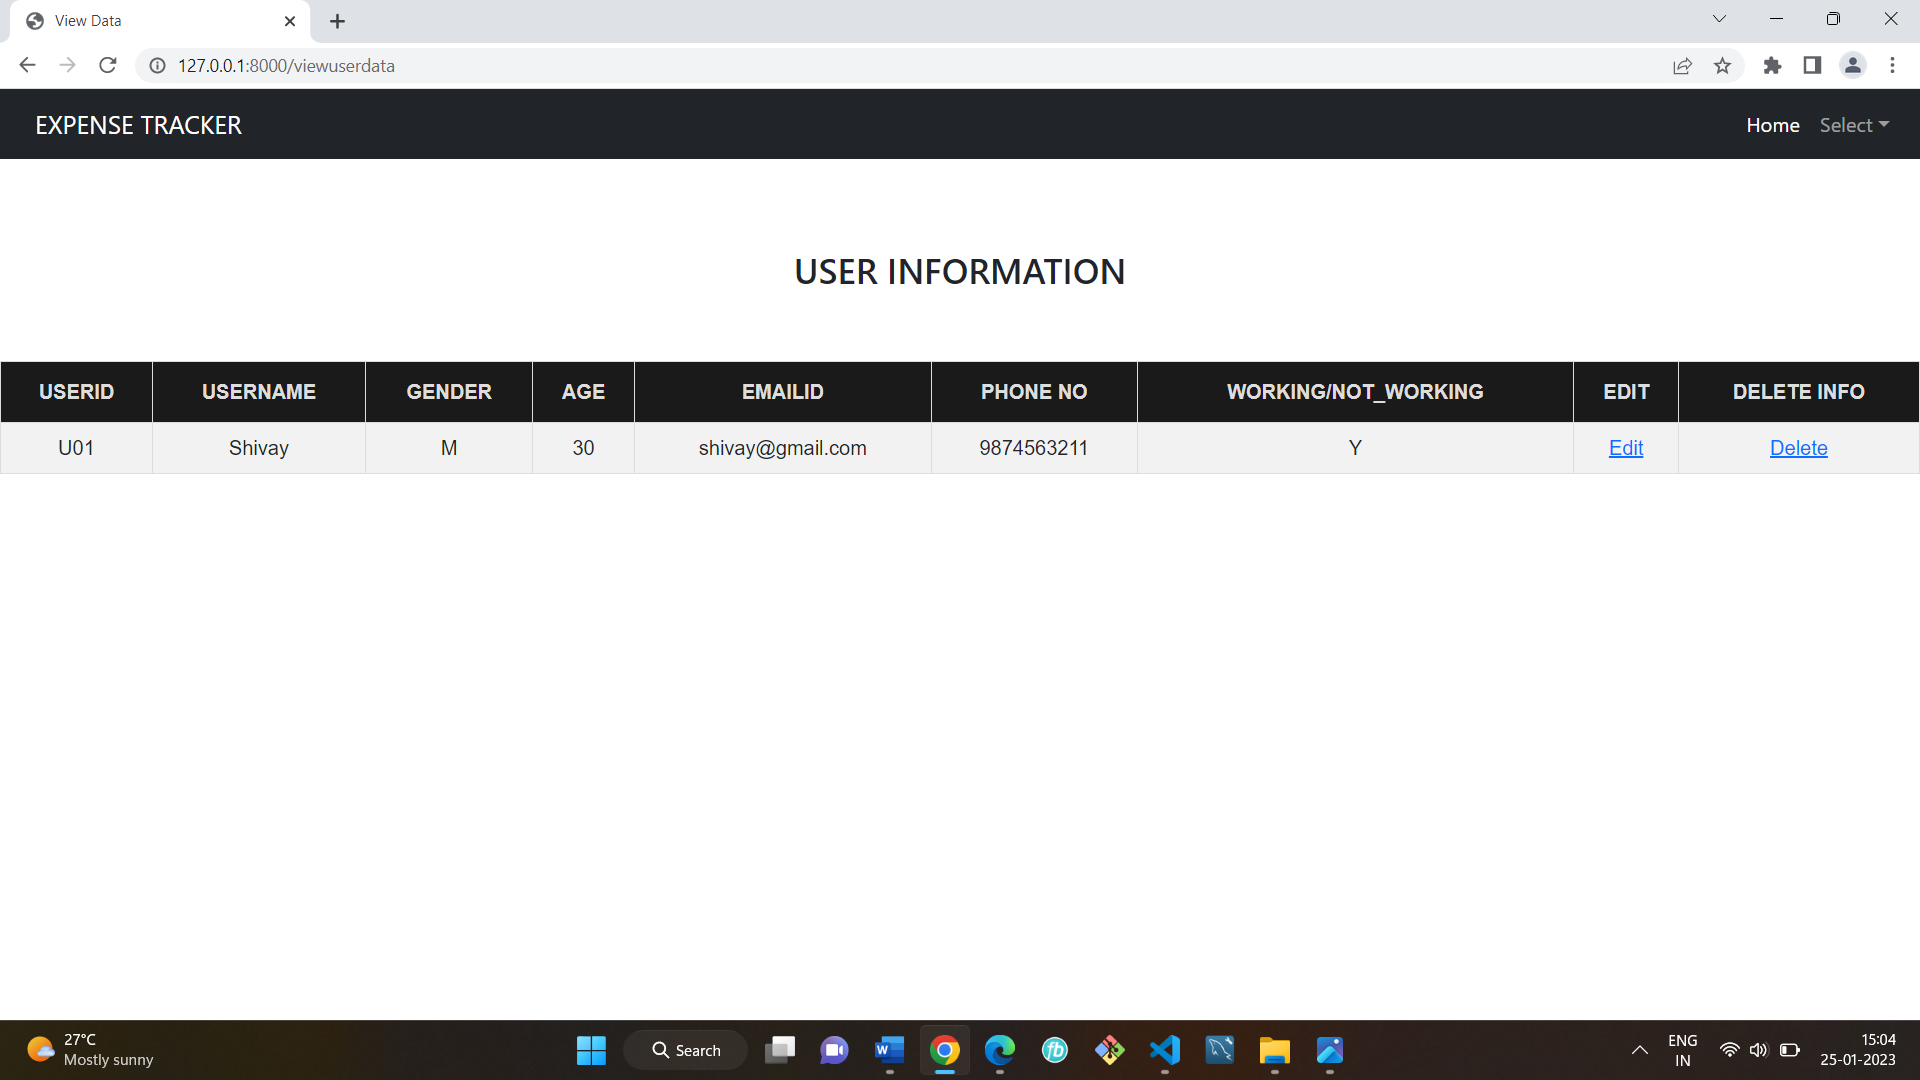 View Data
127.0.0.1:8000/viewuserdata
EXPENSE TRACKER Home Select
USER INFORMATION
USERID USERNAME GENDER AGE EMAILID PHONE NO WORKING/NOT_WORKING EDIT DELETE INFO
U01 Shivay M 30 shivay@gmail.com 9874563211 Y Edit Delete
27°C
Mostly sunny
Search
W
fb
ENG
IN
15:04
25-01-2023